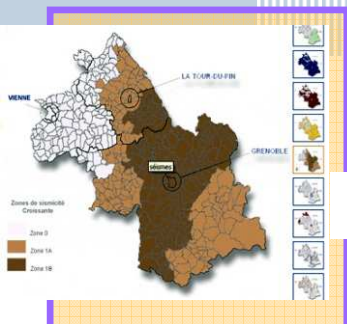 LA TOUR-DU-PIN
VIENNE
GRENOBLE
séismes
Zones de sismicité
Croissante
Zone 0
Zone 1A
Zone 1B